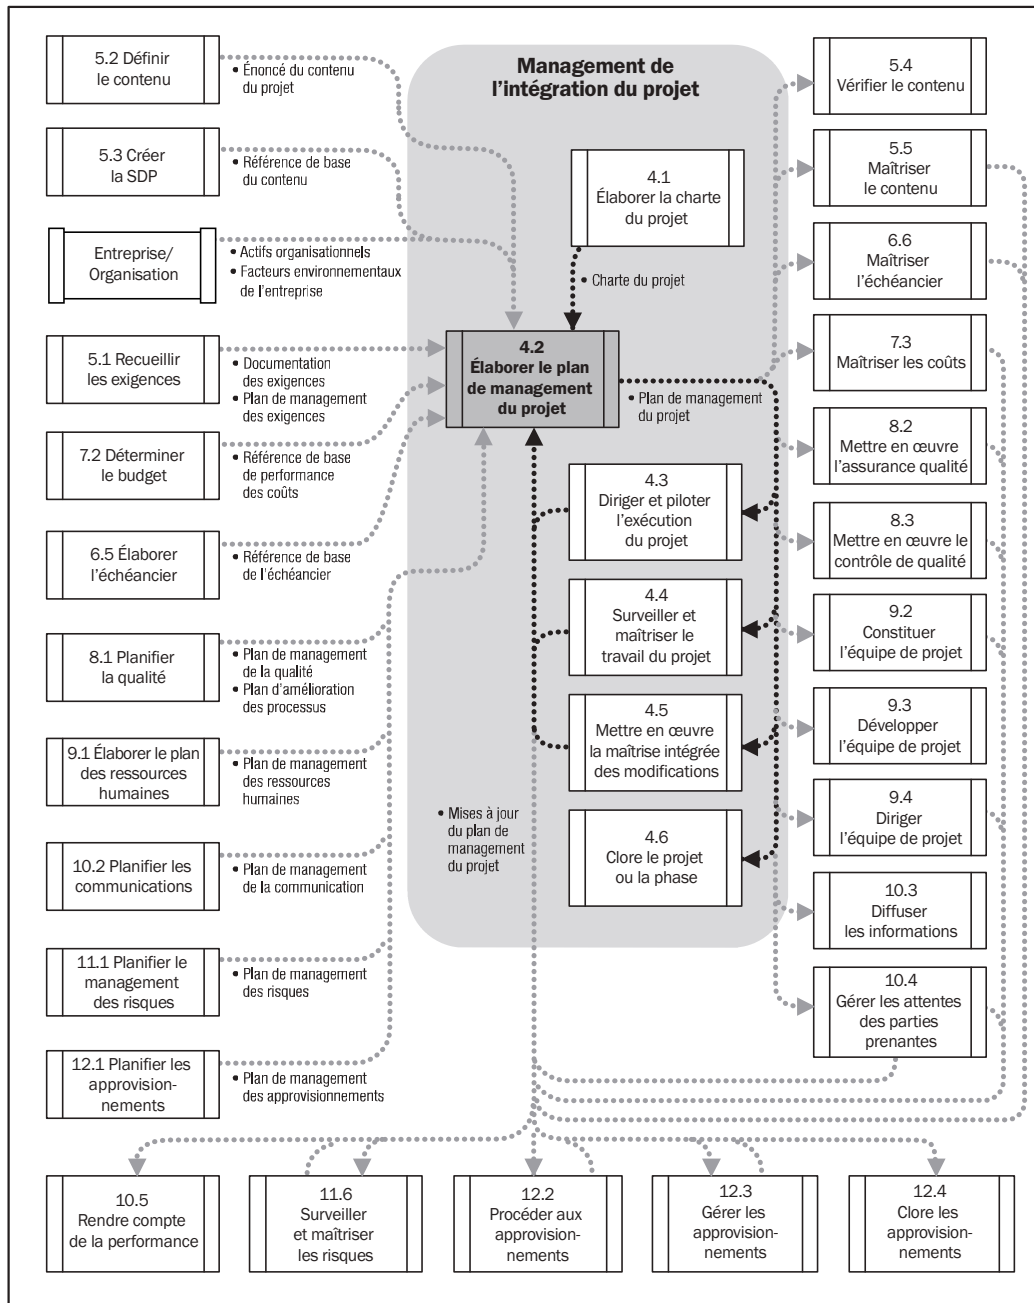 Management de
l'intégration du projet
5.2 Définir
le contenu
• Énoncé du contenu
du projet
5.3 Créer
la SDP
• Référence de base
du contenu
Entreprise/
Organisation
• Actifs organisationnels
• Facteurs environnementaux
de l'entreprise
5.1 Recueillir
les exigences
• Documentation
des exigences
• Plan de management
des exigences
7.2 Déterminer
le budget
• Référence de base
de performance
des coûts
6.5 Élaborer
l'échéancier
• Référence de base
de l'échéancier
8.1 Planifier
la qualité
• Plan de management
de la qualité
• Plan d'amélioration
des processus
9.1 Élaborer le plan
des ressources
humaines
• Plan de management
des ressources
humaines
10.2 Planifier les
communications
• Plan de management
de la communication
11.1 Planifier le
management
des risques
• Plan de management
des risques
12.1 Planifier les
approvision-
nements
• Plan de management
des approvisionnements
4.1
Élaborer la charte
du projet
• Charte du projet
4.2
Élaborer le plan
de management
du projet
• Plan de management
du projet
4.3
Diriger et piloter
l'exécution
du projet
4.4
Surveiller et
maîtriser le
travail du projet
4.5
Mettre en œuvre
la maîtrise intégrée
des modifications
• Mises à jour
du plan de
management
du projet
4.6
Clore le projet
ou la phase
5.4
Vérifier le contenu
5.5
Maîtriser
le contenu
6.6
Maîtriser
l'échéancier
7.3
Maîtriser les coûts
8.2
Mettre en œuvre
l'assurance qualité
8.3
Mettre en œuvre le
contrôle de qualité
9.2
Constituer
l'équipe de projet
9.3
Développer
l'équipe de projet
9.4
Diriger
l'équipe de projet
10.3
Diffuser
les informations
10.4
Gérer les attentes
des parties
prenantes
10.5
Rendre compte
de la performance
11.6
Surveiller
et maîtriser
les risques
12.2
Procéder aux
approvision-
nements
12.3
Gérer les
approvision-
nements
12.4
Clore les
approvision-
nements